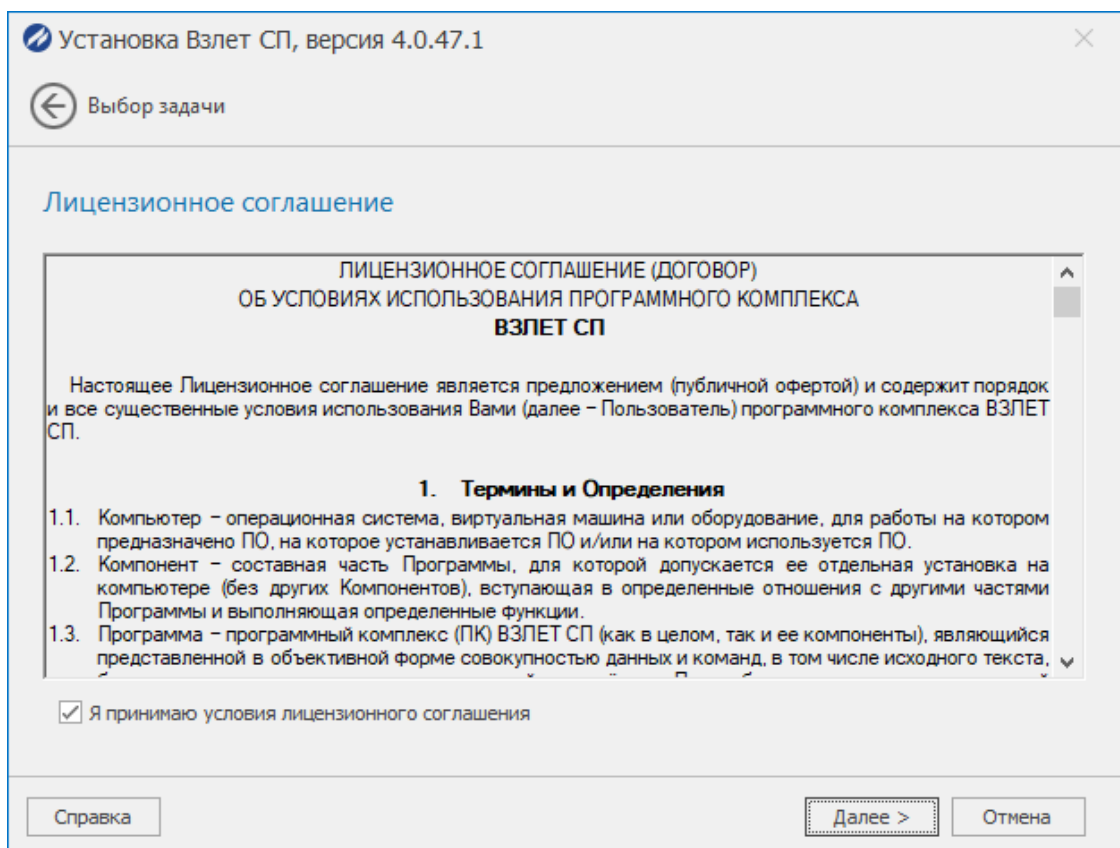 Установка Взлет СП, версия 4.0.47.1
Выбор задачи
Лицензионное соглашение
ЛИЦЕНЗИОННОЕ СОГЛАШЕНИЕ (ДОГОВОР)
ОБ УСЛОВИЯХ ИСПОЛЬЗОВАНИЯ ПРОГРАММНОГО КОМПЛЕКСА
ВЗЛЕТ СП
Настоящее Лицензионное соглашение является предложением (публичной офертой) и содержит порядок
и все существенные условия использования Вами (далее – Пользователь) программного комплекса ВЗЛЕТ
СП.
1. Термины и Определения
1.1. Компьютер – операционная система, виртуальная машина или оборудование, для работы на котором
предназначено ПО, на которое устанавливается ПО и/или на котором используется ПО.
1.2. Компонент – составная часть Программы, для которой допускается ее отдельная установка на
компьютере (без других Компонентов), вступающая в определенные отношения с другими частями
Программы и выполняющая определенные функции.
1.3. Программа – программный комплекс (ПК) ВЗЛЕТ СП (как в целом, так и ее компоненты), являющийся
представленной в объективной форме совокупностью данных и команд, в том числе исходного текста,
Я принимаю условия лицензионного соглашения
Справка
Далее >
Отмена